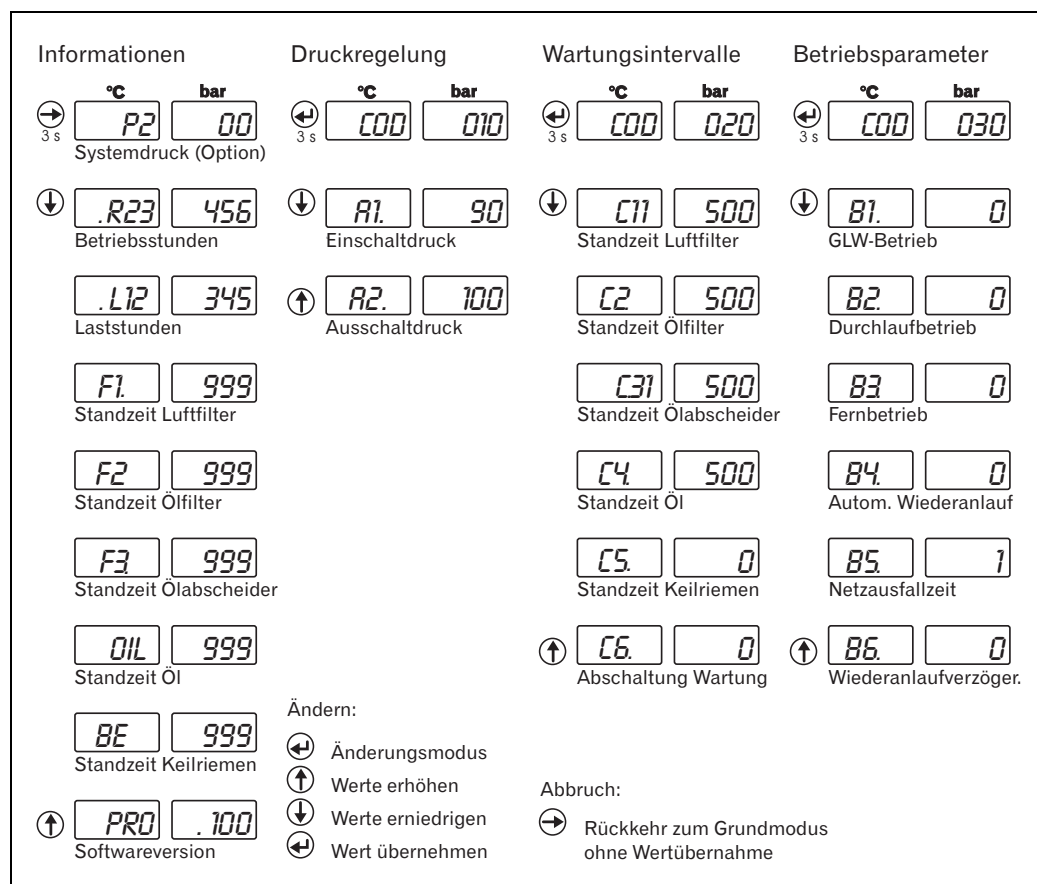 Informationen
°C bar
P2 00
3 s
Systemdruck (Option)
.R23 456
Betriebsstunden
.L12 345
Laststunden
F1. 999
Standzeit Luftfilter
F2 999
Standzeit Ölfilter
F3. 999
Standzeit Ölabscheider
OIL 999
Standzeit Öl
BE 999
Standzeit Keilriemen
PRO .100
Softwareversion
Druckregelung
°C bar
COD 010
3 s
A1. 90
Einschaltdruck
A2. 100
Ausschaltdruck
Ändern:
Änderungsmodus
Werte erhöhen
Werte erniedrigen
Wert übernehmen
Wartungsintervalle
°C bar
COD 020
3 s
C11 500
Standzeit Luftfilter
C2 500
Standzeit Ölfilter
C31 500
Standzeit Ölabscheider
C4. 500
Standzeit Öl
C5. 0
Standzeit Keilriemen
C6. 0
Abschaltung Wartung
Abbruch:
Rückkehr zum Grundmodus
ohne Wertübernahme
Betriebsparameter
°C bar
COD 030
3 s
B1. 0
GLW-Betrieb
B2. 0
Durchlaufbetrieb
B3. 0
Fernbetrieb
B4. 0
Autom. Wiederanlauf
B5. 1
Netzausfallzeit
B6. 0
Wiederanlaufverzöger.